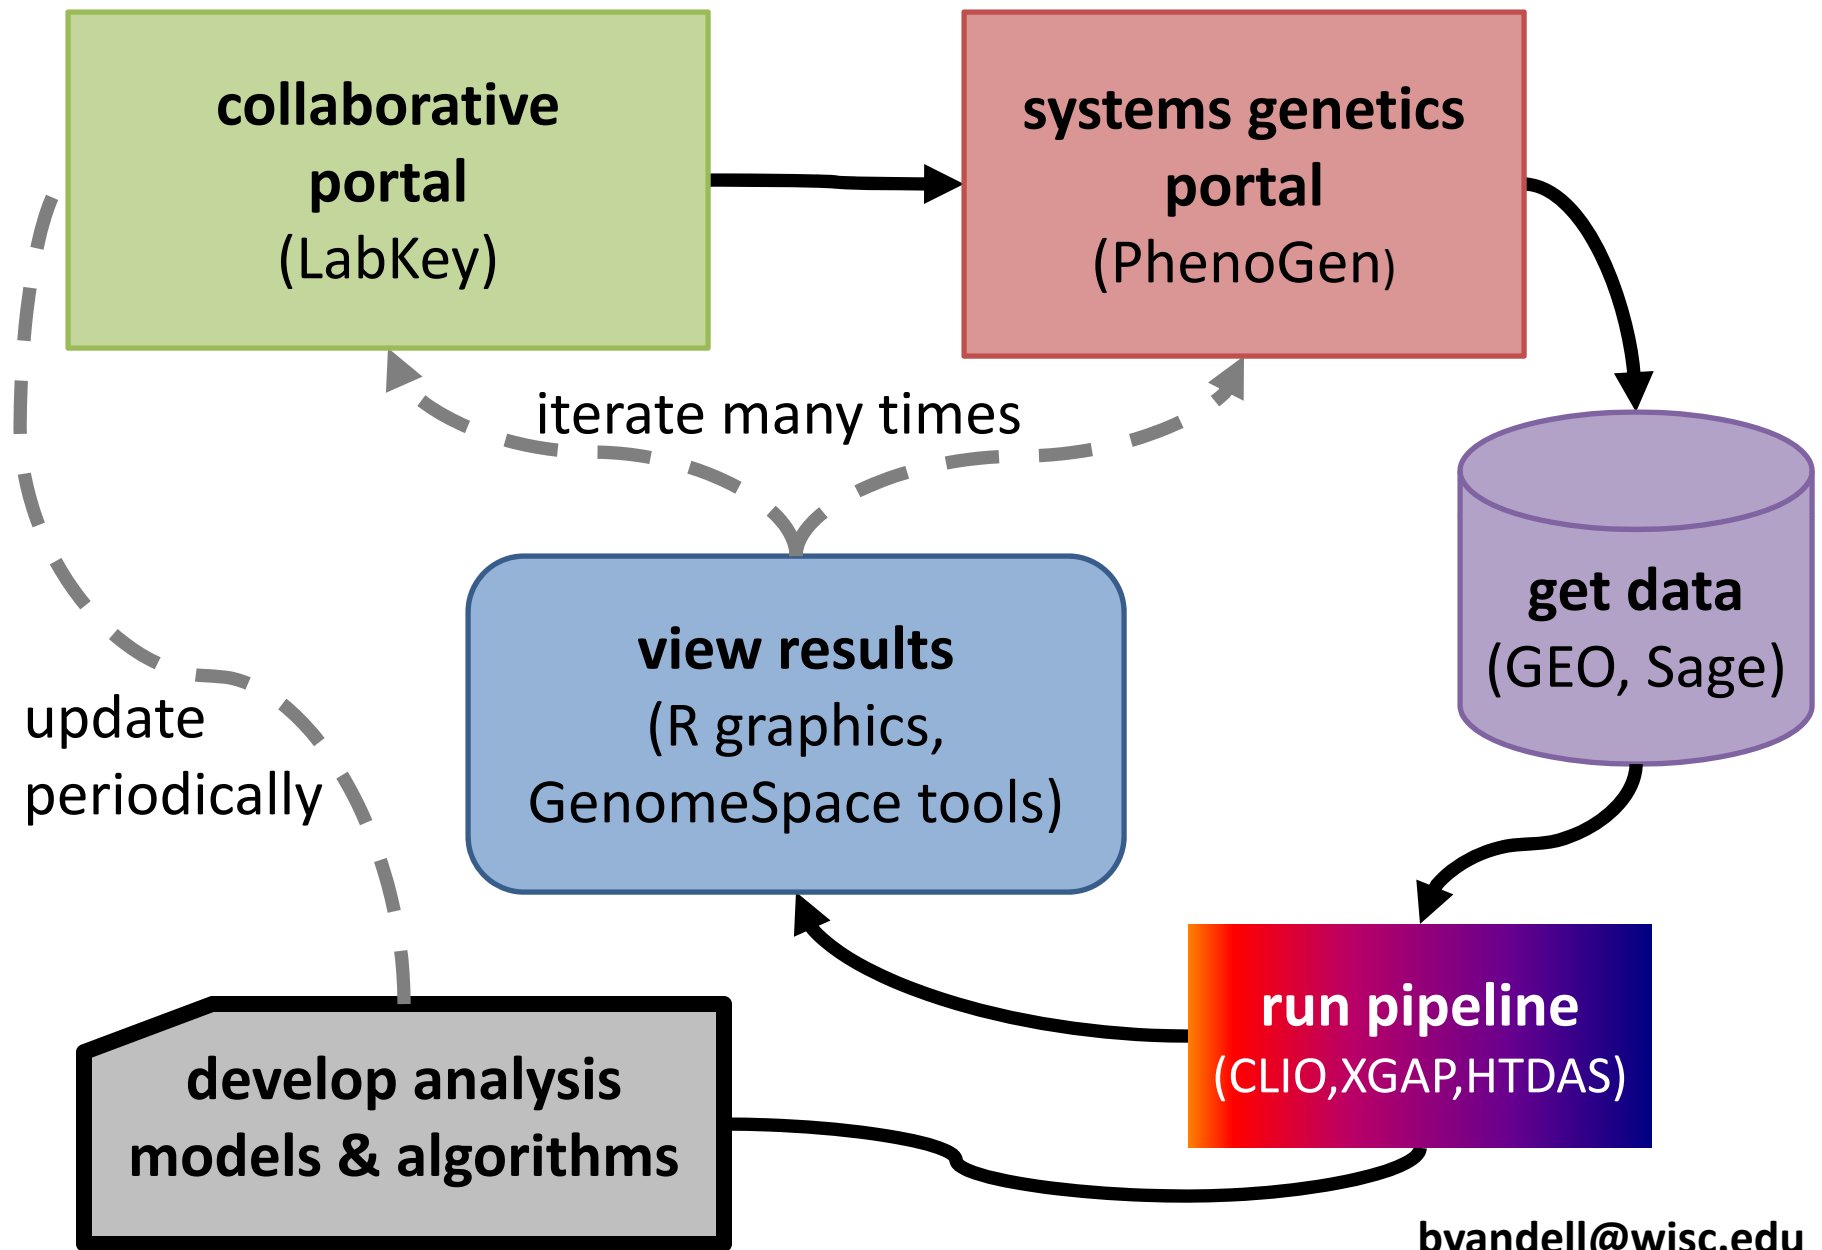 collaborative
portal
(LabKey)
systems genetics
portal
(PhenoGen)
iterate many times
get data
(GEO, Sage)
view results
(R graphics,
GenomeSpace tools)
update
periodically
run pipeline
(CLIO,XGAP,HTDAS)
develop analysis
models & algorithms
byandell@wisc.edu